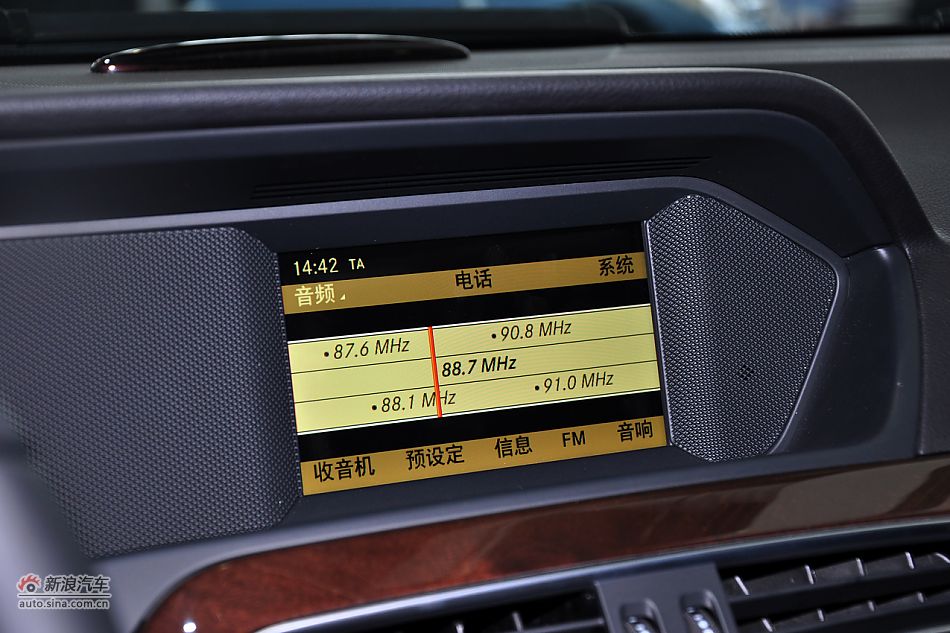 14:42 TA
音频 电话 系统
•87.6 MHz •90.8 MHz
88.7 MHz
•88.1 MHz •91.0 MHz
收音机 预设定 信息 FM 音响
新浪汽车
auto.sina.com.cn